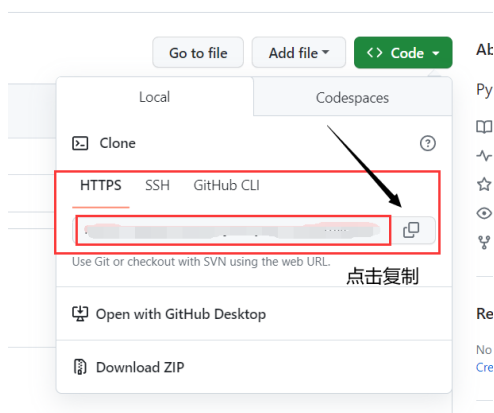 Go to file
Add file
<> Code
Ab
Local
Codespaces
Py
Clone
HTTPS
SSH
GitHub CLI
Use Git or checkout with SVN using the web URL.
点击复制
Open with GitHub Desktop
Re
Download ZIP
No
Cre